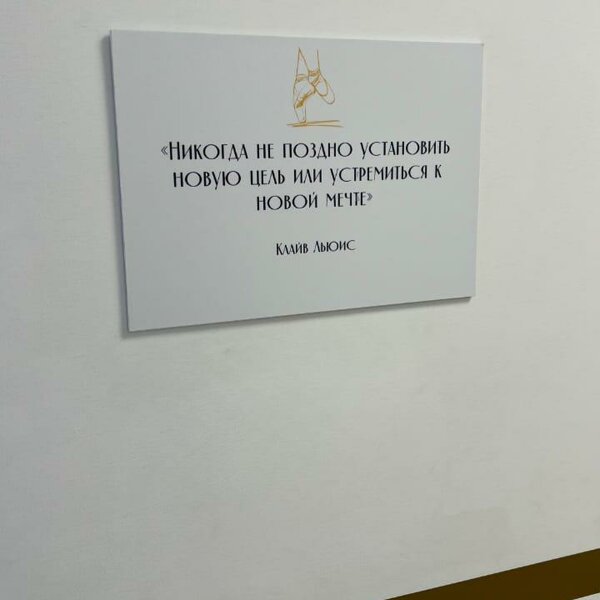 «Никогда не поздно установить
новую цель или устремиться к
новой мечте»
Клайв Льюис